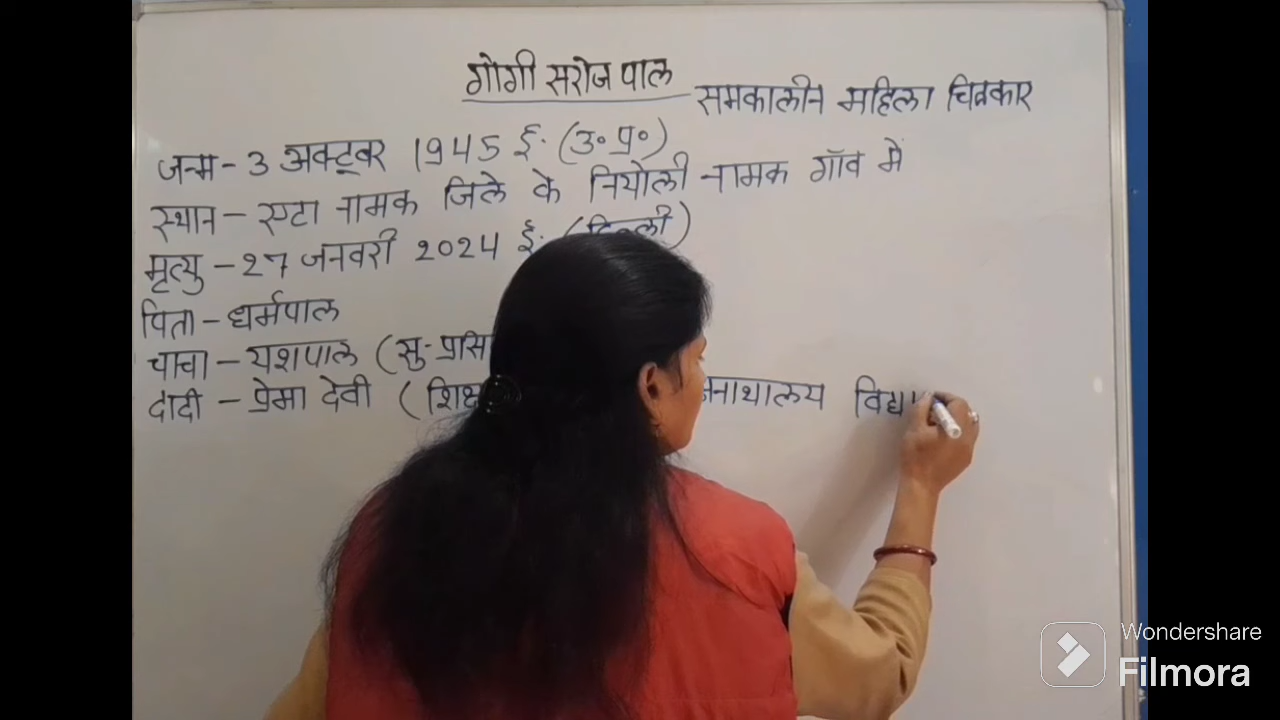 गोगी सरोज पाल
समकालीन महिला चित्रकार
जन्म - 3 अक्टूबर 1945 ई. (उ॰ प्र॰)
स्थान - एटा नामक जिले के नियोली नामक गॉव में
मृत्यु - 27 जनवरी 2024 ई.
पिता - धर्मपाल
चाचा - यशपाल (सु-प्रसि
दादी - प्रेमा देवी (शिक्ष
Wondershare
Filmora